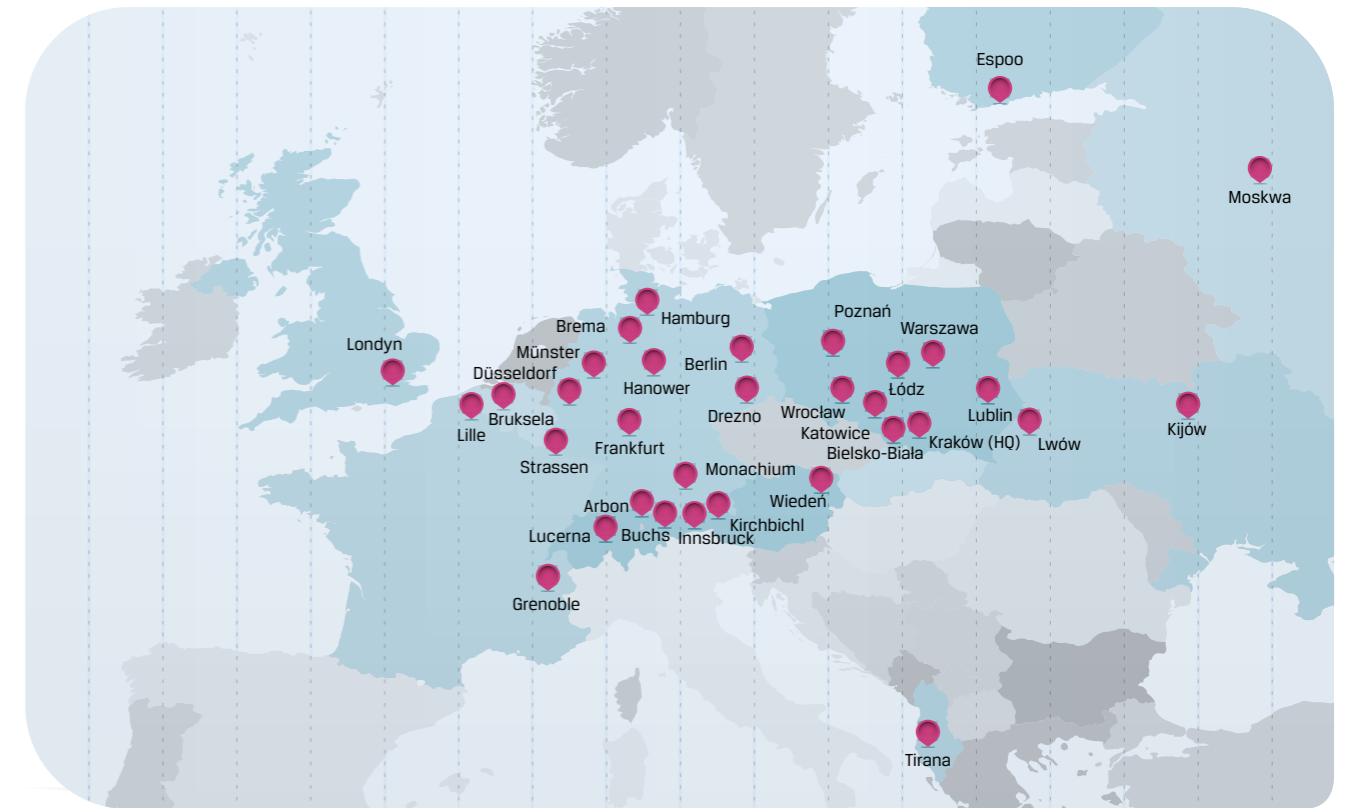 Espoo
Moskwa
Poznań
Hamburg
Brema
Warszawa
Londyn
Münster
Berlin
Düsseldorf
Hanower
Łódz
Wrocław
Drezno
Lublin
Bruksela
Kijów
Katowice
Lille
Kraków (HQ)
Lwów
Frankfurt
Bielsko-Biała
Strassen
Monachium
Wiedeń
Arbon
Kirchbichl
Lucerna
Buchs
Innsbruck
Grenoble
Tirana